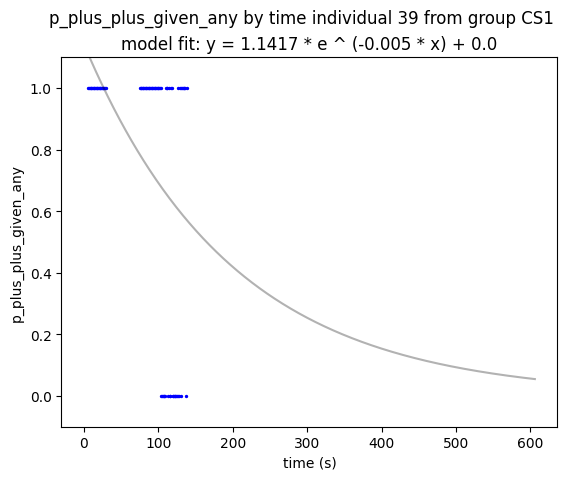 p_plus_plus_given_any by time individual 39 from group CS1
model fit: y = 1.1417 * e ^ (-0.005 * x) + 0.0
p_plus_plus_given_any
1.0
0.8
0.6
0.4
0.2
0.0
0 100 200 300 400 500 600
time (s)